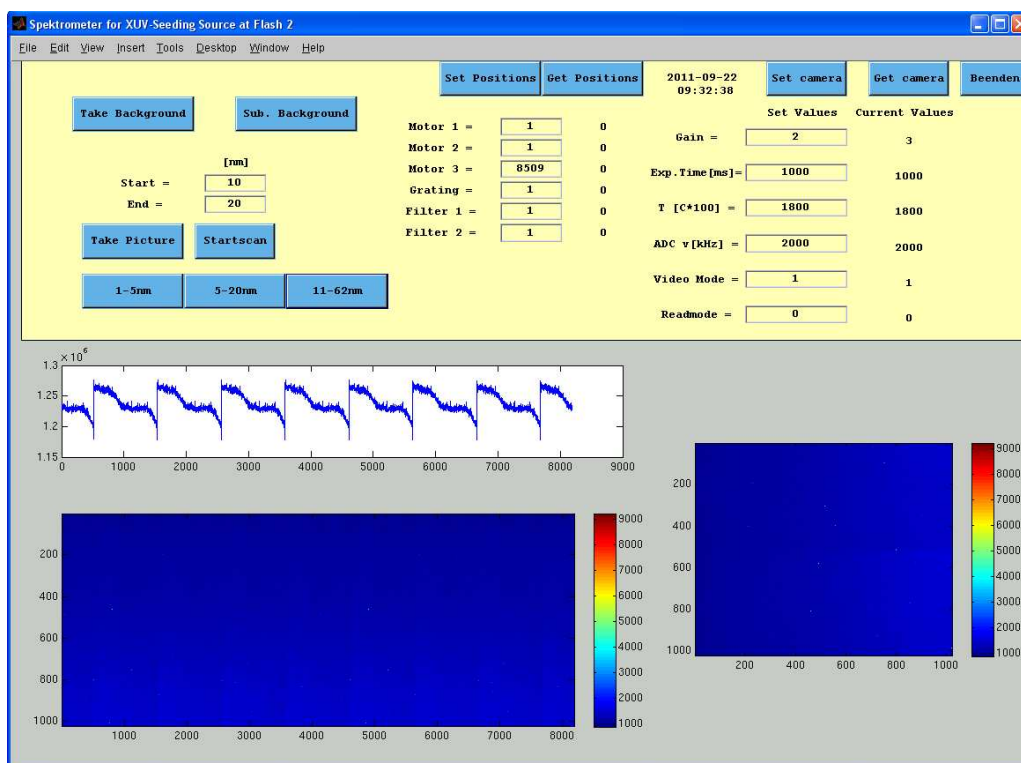 Spektrometer for XUV-Seeding Source at Flash 2
File Edit View Insert Tools Desktop Window Help
Set Positions Get Positions 2011-09-22 09:32:38 Set camera Get camera Beenden
Take Background Sub. Background
Set Values Current Values
[nm]
Start = 10
End = 20
Take Picture Startscan
1-5nm 5-20nm 11-62nm
Motor 1 = 1 0
Motor 2 = 1 0
Motor 3 = 8509 0
Grating = 1 0
Filter 1 = 1 0
Filter 2 = 1 0
Gain = 2 3
Exp.Time[ms]= 1000 1000
T [C*100] = 1800 1800
ADC v[kHz] = 2000 2000
Video Mode = 1 1
Readmode = 0 0
× 10^6
1.3
1.25
1.2
1.15
0 1000 2000 3000 4000 5000 6000 7000 8000 9000
200
400
600
800
1000
1000 2000 3000 4000 5000 6000 7000 8000
9000
8000
7000
6000
5000
4000
3000
2000
1000
200
400
600
800
1000
200 400 600 800 1000
9000
8000
7000
6000
5000
4000
3000
2000
1000